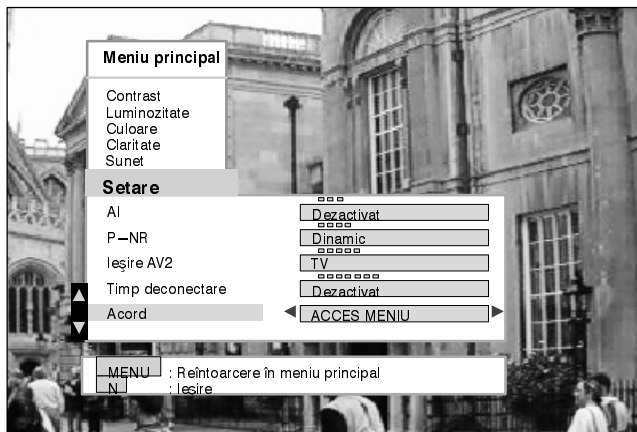 Meniu principal
Contrast
Luminozitate
Culoare
Claritate
Sunet
Setare
AI Dezactivat
P–NR Dinamic
Ieşire AV2 TV
Timp deconectare Dezactivat
Acord ACCES MENIU
MENU : Reîntoarcere în meniu principal
N : Ieşire